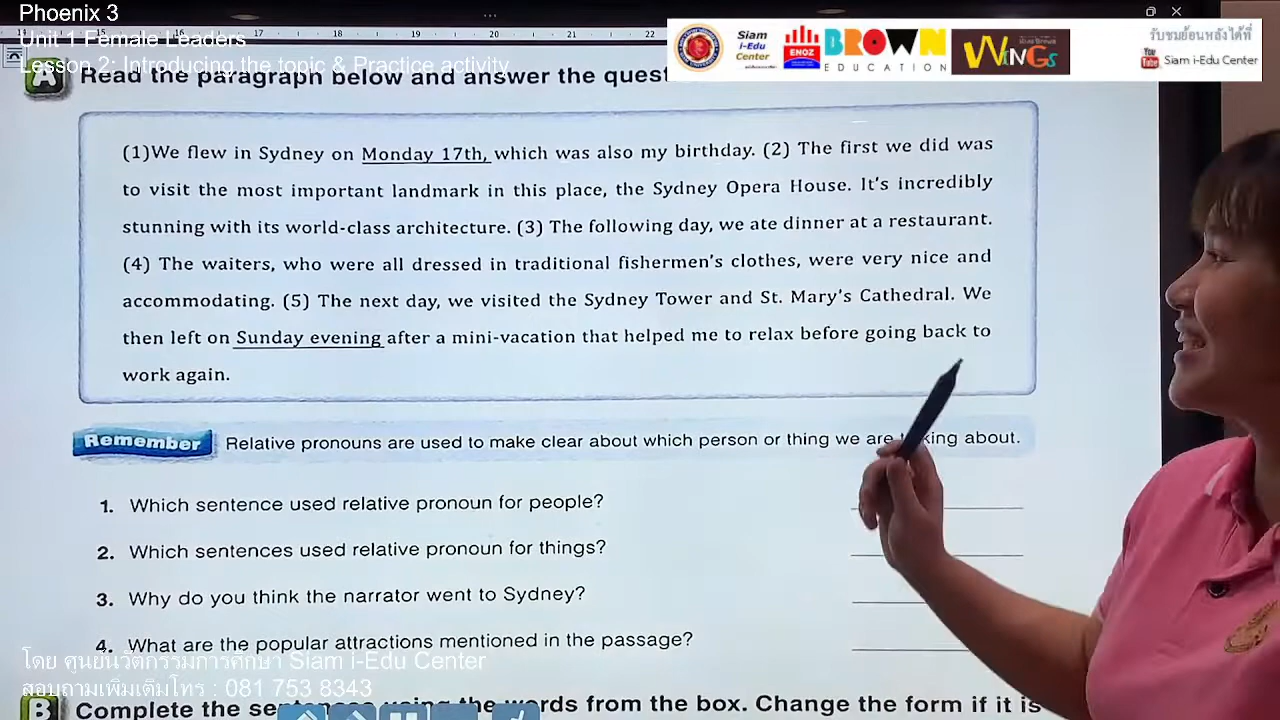 Phoenix 3
Unit 1 Female Leaders
Lesson 2: Introducing the topic & Practice activity
14 17 18 19 20 21 22
Siam
i-Edu
Center
ENOZ
BROWN
EDUCATION
WiNGs
รับชมย้อนหลังได้ที่
You Tube Siam i-Edu Center
A Read the paragraph below and answer the quest
(1)We flew in Sydney on Monday 17th, which was also my birthday. (2) The first we did was
to visit the most important landmark in this place, the Sydney Opera House. It's incredibly
stunning with its world-class architecture. (3) The following day, we ate dinner at a restaurant.
(4) The waiters, who were all dressed in traditional fishermen's clothes, were very nice and
accommodating. (5) The next day, we visited the Sydney Tower and St. Mary's Cathedral. We
then left on Sunday evening after a mini-vacation that helped me to relax before going back to
work again.
Remember Relative pronouns are used to make clear about which person or thing we are t king about.
1. Which sentence used relative pronoun for people?
2. Which sentences used relative pronoun for things?
3. Why do you think the narrator went to Sydney?
4. What are the popular attractions mentioned in the passage?
โดย ศูนย์นวัตกรรมการศึกษา Siam i-Edu Center
สอบถามเพิ่มเติมโทร : 081 753 8343
B Complete the sentences using the words from the box. Change the form if it is